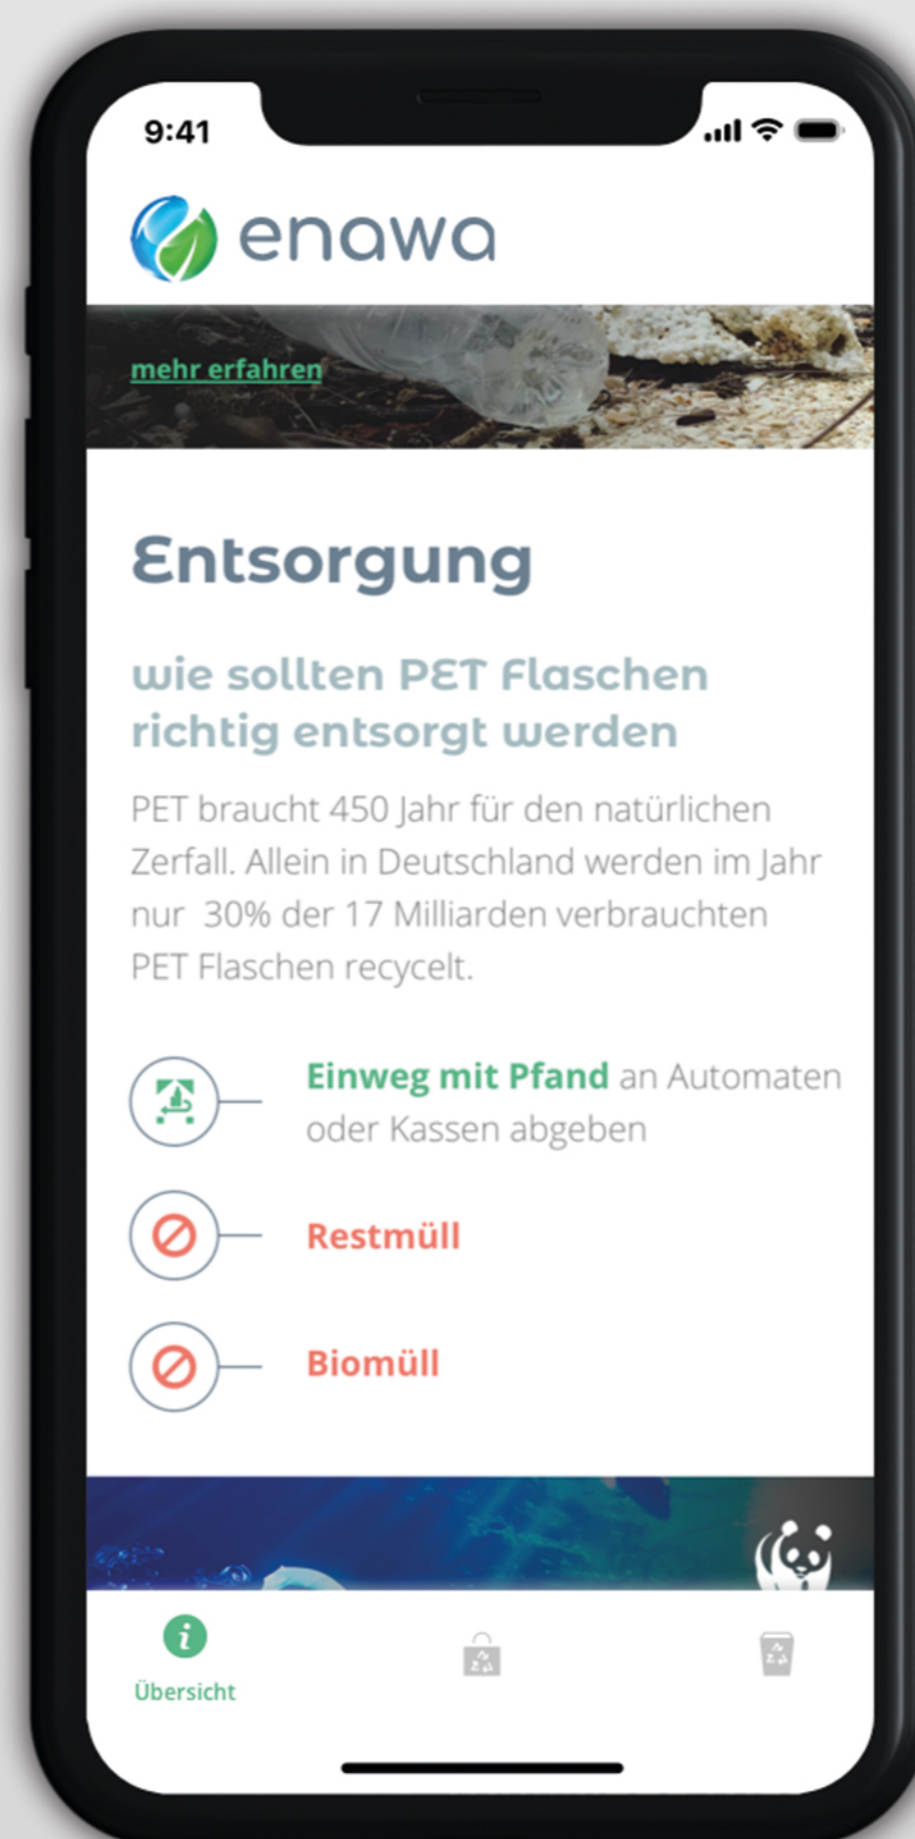 9:41
enawa
mehr erfahren
Entsorgung
wie sollten PET Flaschen
richtig entsorgt werden
PET braucht 450 Jahr für den natürlichen
Zerfall. Allein in Deutschland werden im Jahr
nur  30% der 17 Milliarden verbrauchten
PET Flaschen recycelt.
Einweg mit Pfand an Automaten
oder Kassen abgeben
Restmüll
Biomüll
Übersicht